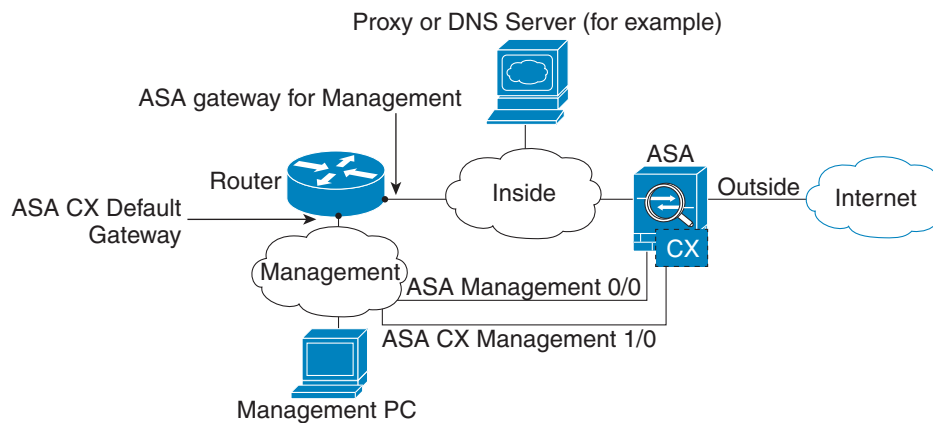 Proxy or DNS Server (for example)
ASA gateway for Management
ASA
Router
Inside
Outside
Internet
ASA CX Default
Gateway
CX
Management
ASA Management 0/0
ASA CX Management 1/0
Management PC